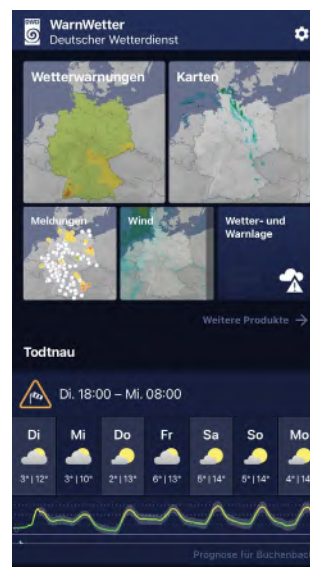 WarnWetter
Deutscher Wetterdienst
Wetterwarnungen
Karten
Meldungen
Wind
Wetter- und
Warnlage
Weitere Produkte →
Todtnau
Di. 18:00 – Mi. 08:00
Di Mi Do Fr Sa So Mo
3°|12° 3°|10° 2°|13° 6°|13° 6°|14° 5°|14° 4°|14
Prognose für Buchenbach